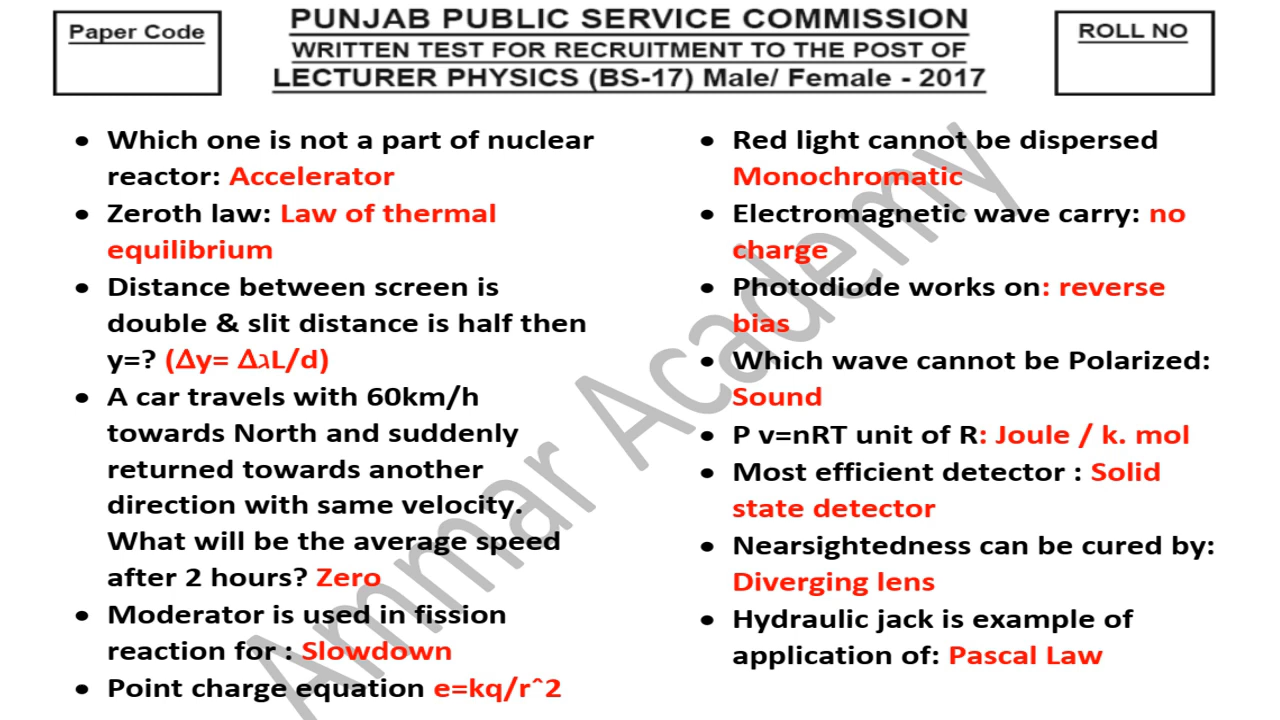 Paper Code
PUNJAB PUBLIC SERVICE COMMISSION
WRITTEN TEST FOR RECRUITMENT TO THE POST OF
LECTURER PHYSICS (BS-17) Male/ Female - 2017
ROLL NO
• Which one is not a part of nuclear
reactor: Accelerator
• Zeroth law: Law of thermal
equilibrium
• Distance between screen is
double & slit distance is half then
y=? (Δy= ΔגL/d)
• A car travels with 60km/h
towards North and suddenly
returned towards another
direction with same velocity.
What will be the average speed
after 2 hours? Zero
• Moderator is used in fission
reaction for : Slowdown
• Point charge equation e=kq/r^2
• Red light cannot be dispersed
Monochromatic
• Electromagnetic wave carry: no
charge
• Photodiode works on: reverse
bias
• Which wave cannot be Polarized:
Sound
• P v=nRT unit of R: Joule / k. mol
• Most efficient detector : Solid
state detector
• Nearsightedness can be cured by:
Diverging lens
• Hydraulic jack is example of
application of: Pascal Law
Ammar Academy